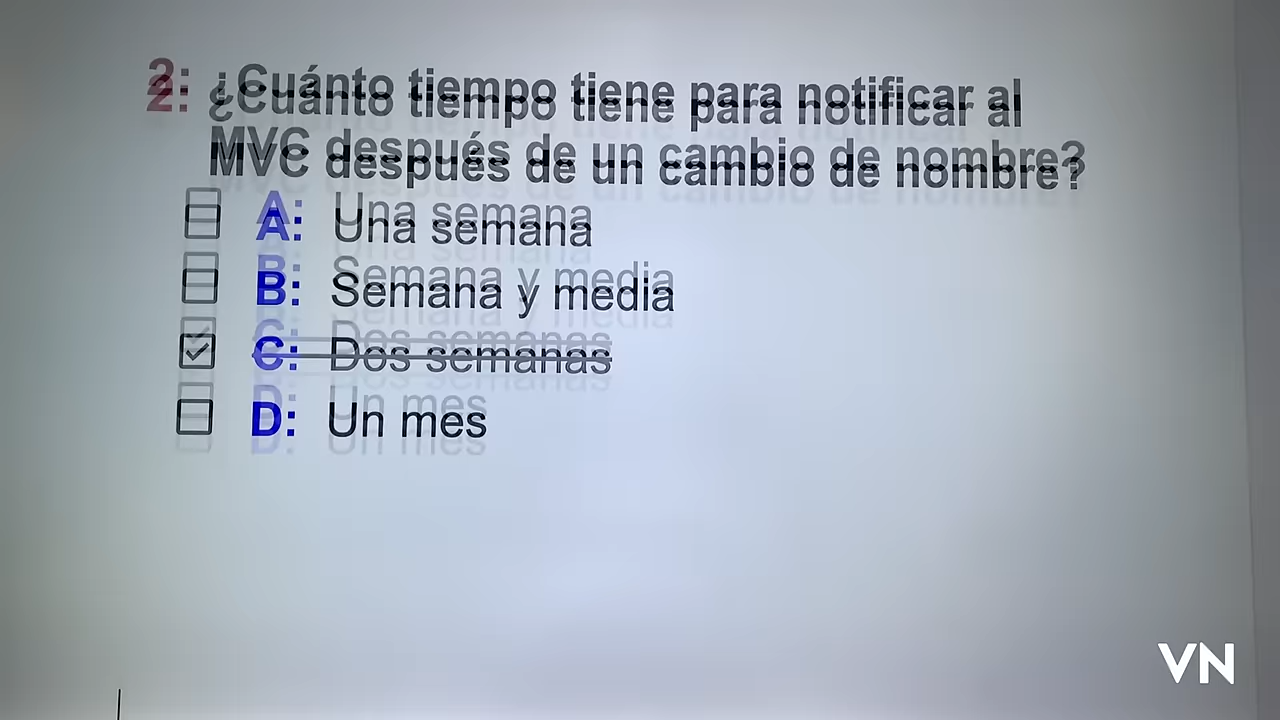 2: ¿Cuánto tiempo tiene para notificar al
MVC después de un cambio de nombre?
A: Una semana
B: Semana y media
C: Dos semanas
D: Un mes
VN